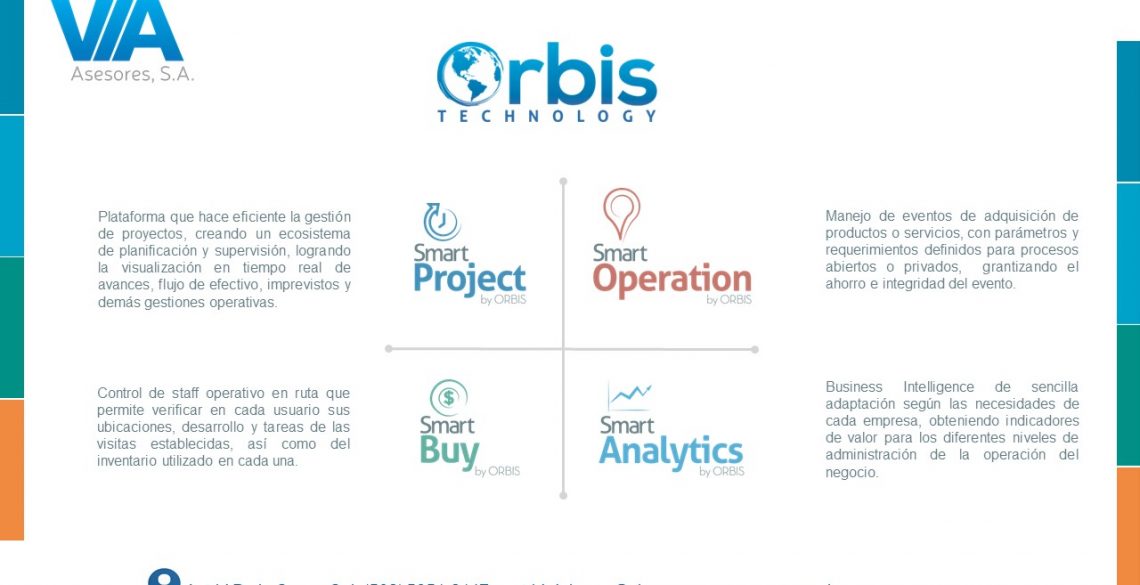 VIA
Asesores, S.A.
Orbis
TECHNOLOGY
Plataforma que hace eficiente la gestión
de proyectos, creando un ecosistema
de planificación y supervisión, logrando
la visualización en tiempo real de
avances, flujo de efectivo, imprevistos y
demás gestiones operativas.
Smart
Project
by ORBIS
Smart
Operation
by ORBIS
Manejo de eventos de adquisición de
productos o servicios, con parámetros y
requerimientos definidos para procesos
abiertos o privados, grantizando el
ahorro e integridad del evento.
Control de staff operativo en ruta que
permite verificar en cada usuario sus
ubicaciones, desarrollo y tareas de las
visitas establecidas, así como del
inventario utilizado en cada una.
$
Smart
Buy
by ORBIS
Smart
Analytics
by ORBIS
Business Intelligence de sencilla
adaptación según las necesidades de
cada empresa, obteniendo indicadores
de valor para los diferentes niveles de
administración de la operación del
negocio.